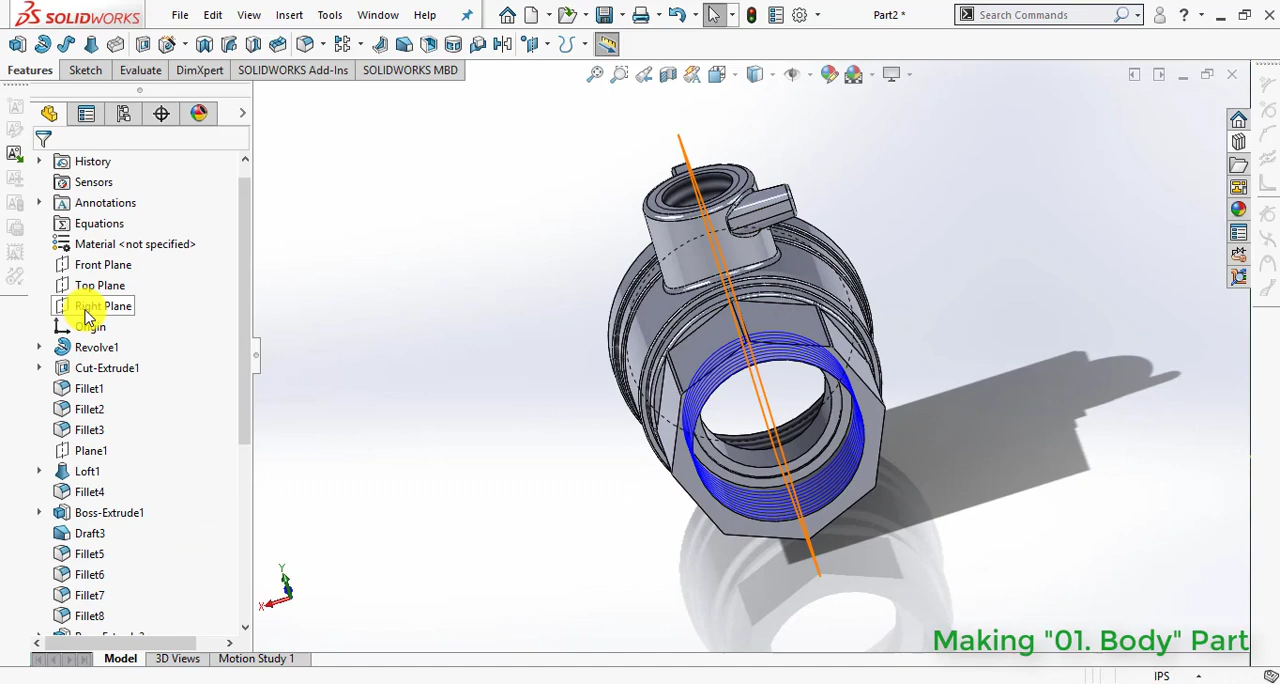 SOLIDWORKS
File Edit View Insert Tools Window Help
Part2 *
Search Commands
?
Features Sketch Evaluate DimXpert SOLIDWORKS Add-Ins SOLIDWORKS MBD
History
Sensors
Annotations
Equations
Material <not specified>
Front Plane
Top Plane
Right Plane
Origin
Revolve1
Cut-Extrude1
Fillet1
Fillet2
Fillet3
Plane1
Loft1
Fillet4
Boss-Extrude1
Draft3
Fillet5
Fillet6
Fillet7
Fillet8
Y
X
Making "01. Body" Part
Model 3D Views Motion Study 1
IPS